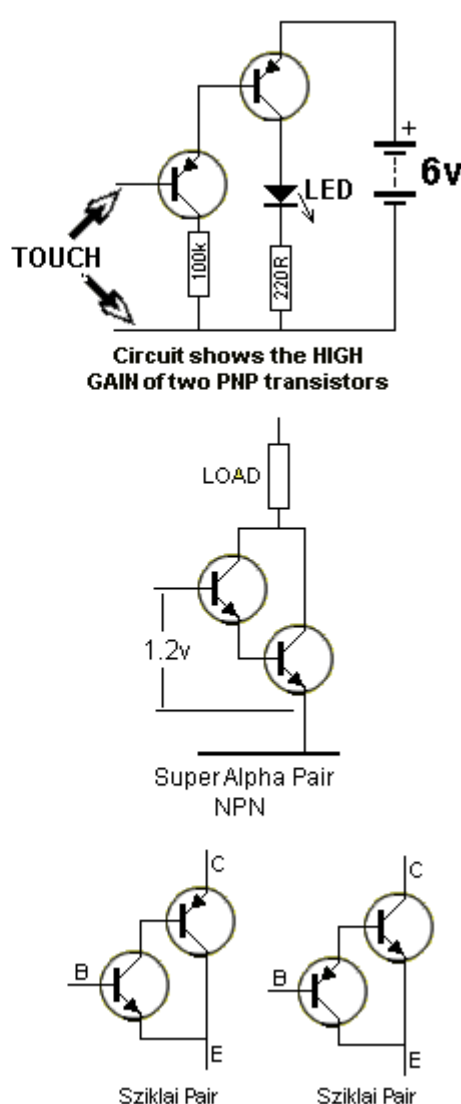 +
6v
LED
TOUCH
100k
220R
Circuit shows the HIGH
GAIN of two PNP transistors
LOAD
1.2v
Super Alpha Pair
NPN
C C
B B
E E
Sziklai Pair Sziklai Pair